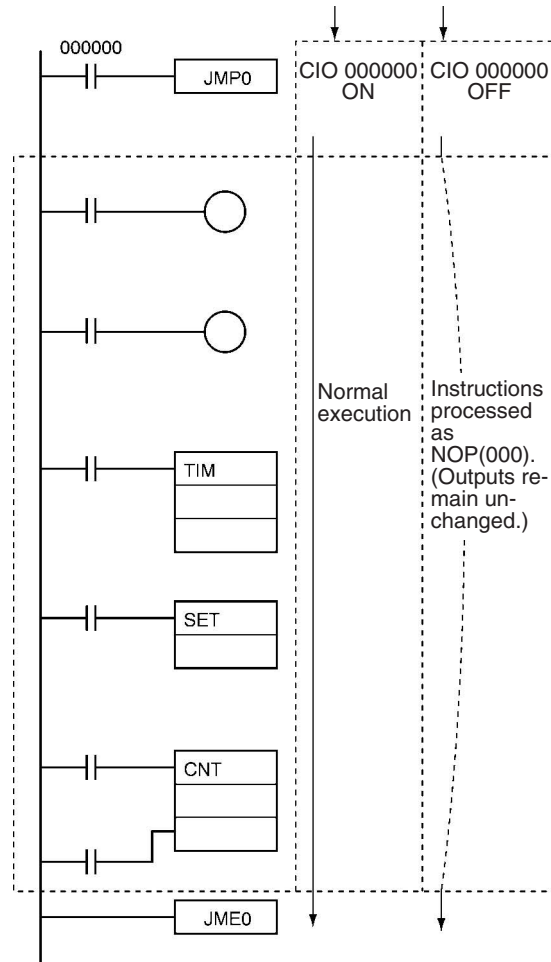 000000
JMP0
CIO 000000
ON
CIO 000000
OFF
Normal
execution
Instructions
processed
as
NOP(000).
(Outputs re-
main un-
changed.)
TIM
SET
CNT
JME0